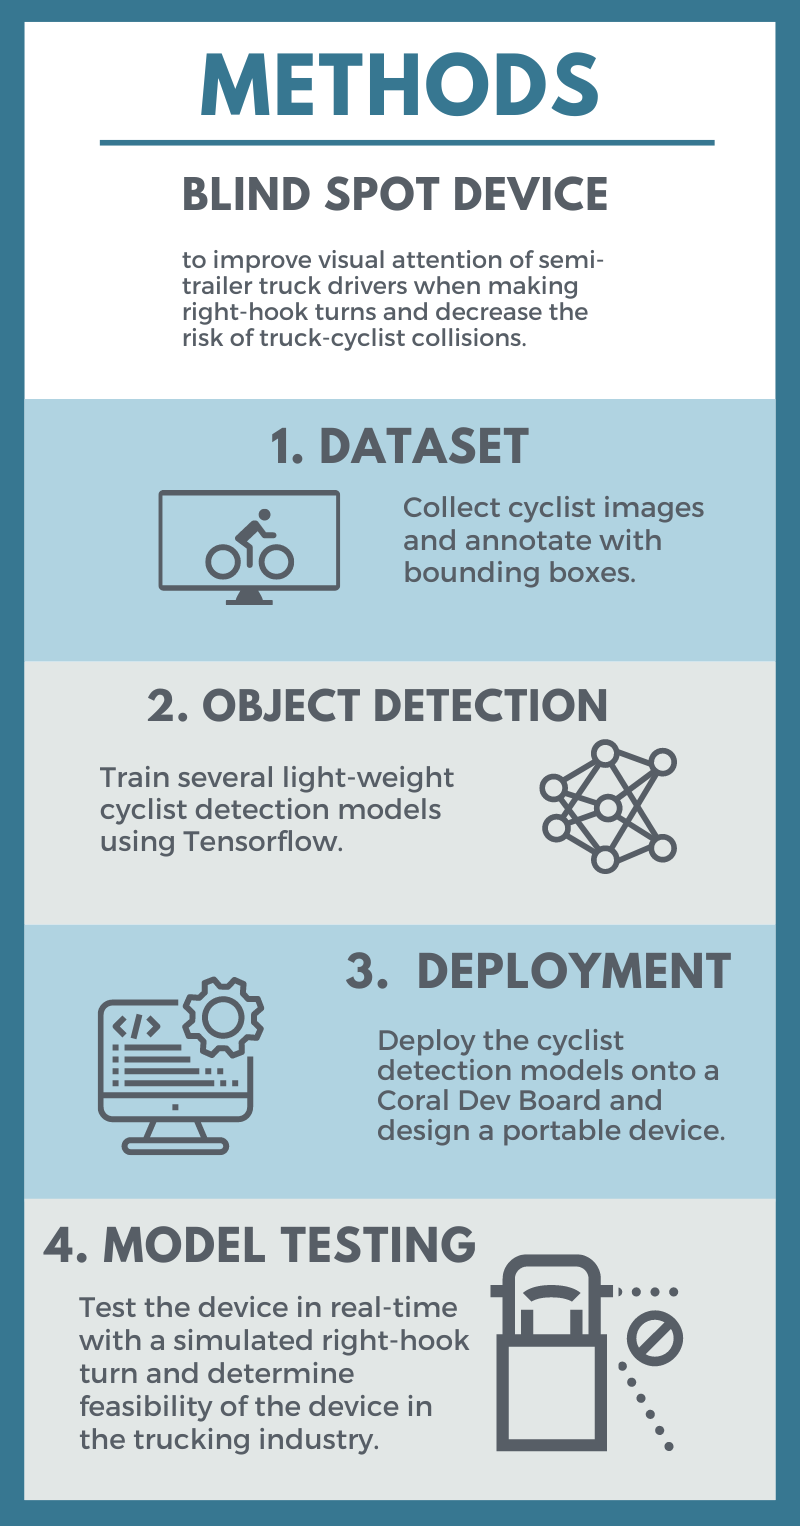 METHODS
BLIND SPOT DEVICE
to improve visual attention of semi-
trailer truck drivers when making
right-hook turns and decrease the
risk of truck-cyclist collisions.
1. DATASET
Collect cyclist images
and annotate with
bounding boxes.
2. OBJECT DETECTION
Train several light-weight
cyclist detection models
using Tensorflow.
3. DEPLOYMENT
</>
Deploy the cyclist
detection models onto a
Coral Dev Board and
design a portable device.
4. MODEL TESTING
Test the device in real-time
with a simulated right-hook
turn and determine
feasibility of the device in
the trucking industry.